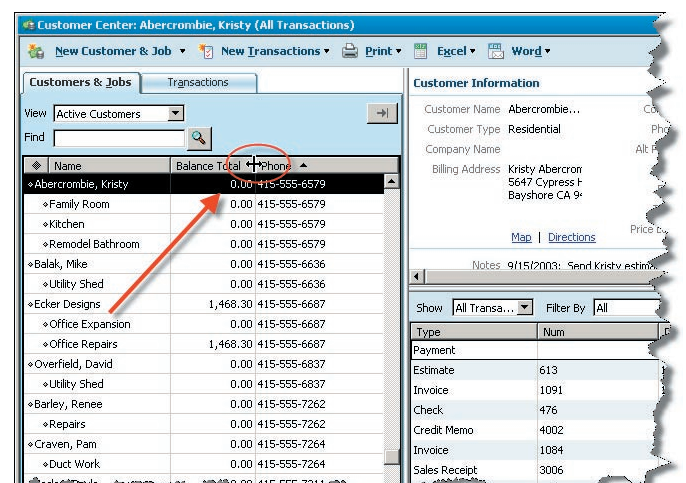 Customer Center: Abercrombie, Kristy (All Transactions)
New Customer & Job New Transactions Print Excel Word
Customers & Jobs Transactions
View Active Customers
Find
Name Balance Total Phone
Abercrombie, Kristy 0.00 415-555-6579
Family Room 0.00 415-555-6579
Kitchen 0.00 415-555-6579
Remodel Bathroom 0.00 415-555-6579
Balak, Mike 0.00 415-555-6636
Utility Shed 0.00 415-555-6636
Ecker Designs 1,468.30 415-555-6687
Office Expansion 0.00 415-555-6687
Office Repairs 1,468.30 415-555-6687
Overfield, David 0.00 415-555-6837
Utility Shed 0.00 415-555-6837
Barley, Renee 0.00 415-555-7262
Repairs 0.00 415-555-7262
Craven, Pam 0.00 415-555-7264
Duct Work 0.00 415-555-7264
Customer Information
Customer Name Abercrombie... Co
Customer Type Residential Pho
Company Name Alt P
Billing Address Kristy Abercrom
5647 Cypress H
Bayshore CA 94
Map | Directions Price
Notes 9/15/2003: Send Kristy estima
Show All Transa... Filter By All
Type Num
Payment
Estimate 613
Invoice 1091
Check 476
Credit Memo 4002
Invoice 1084
Sales Receipt 3006